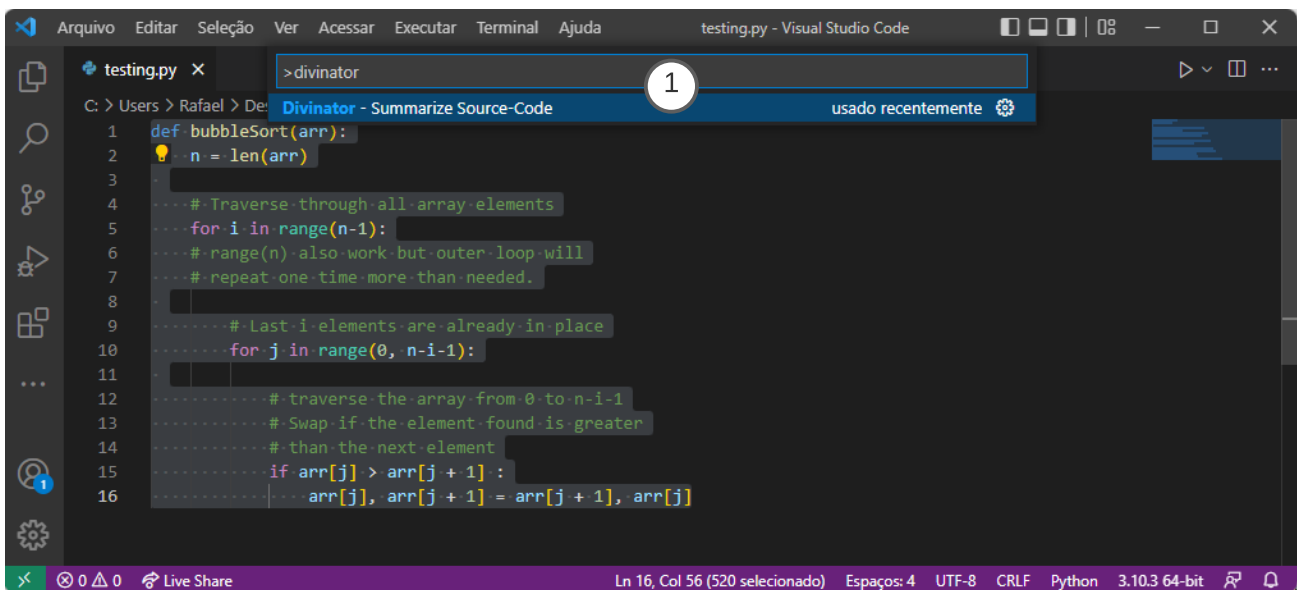 Arquivo Editar Seleção Ver Acessar Executar Terminal Ajuda testing.py - Visual Studio Code
testing.py
>divinator
1
C: > Users > Rafael > De
Divinator - Summarize Source-Code usado recentemente
1 def bubbleSort(arr):
2 n = len(arr)
3
4 # Traverse through all array elements
5 for i in range(n-1):
6 # range(n) also work but outer loop will
7 # repeat one time more than needed.
8
9 # Last i elements are already in place
10 for j in range(0, n-i-1):
11
12 # traverse the array from 0 to n-i-1
13 # Swap if the element found is greater
14 # than the next element
15 if arr[j] > arr[j + 1] :
16 arr[j], arr[j + 1] = arr[j + 1], arr[j]
1
0 0 Live Share Ln 16, Col 56 (520 selecionado) Espaços: 4 UTF-8 CRLF Python 3.10.3 64-bit